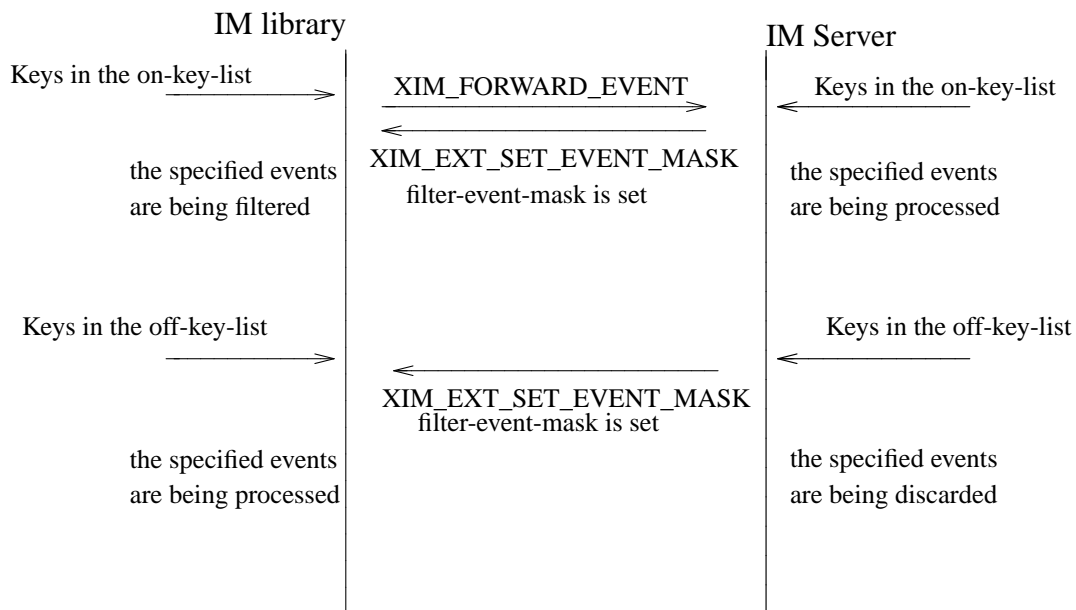 IM library
IM Server
Keys in the on-key-list
XIM_FORWARD_EVENT
Keys in the on-key-list
XIM_EXT_SET_EVENT_MASK
filter-event-mask is set
the specified events
are being filtered
the specified events
are being processed
Keys in the off-key-list
Keys in the off-key-list
XIM_EXT_SET_EVENT_MASK
filter-event-mask is set
the specified events
are being processed
the specified events
are being discarded